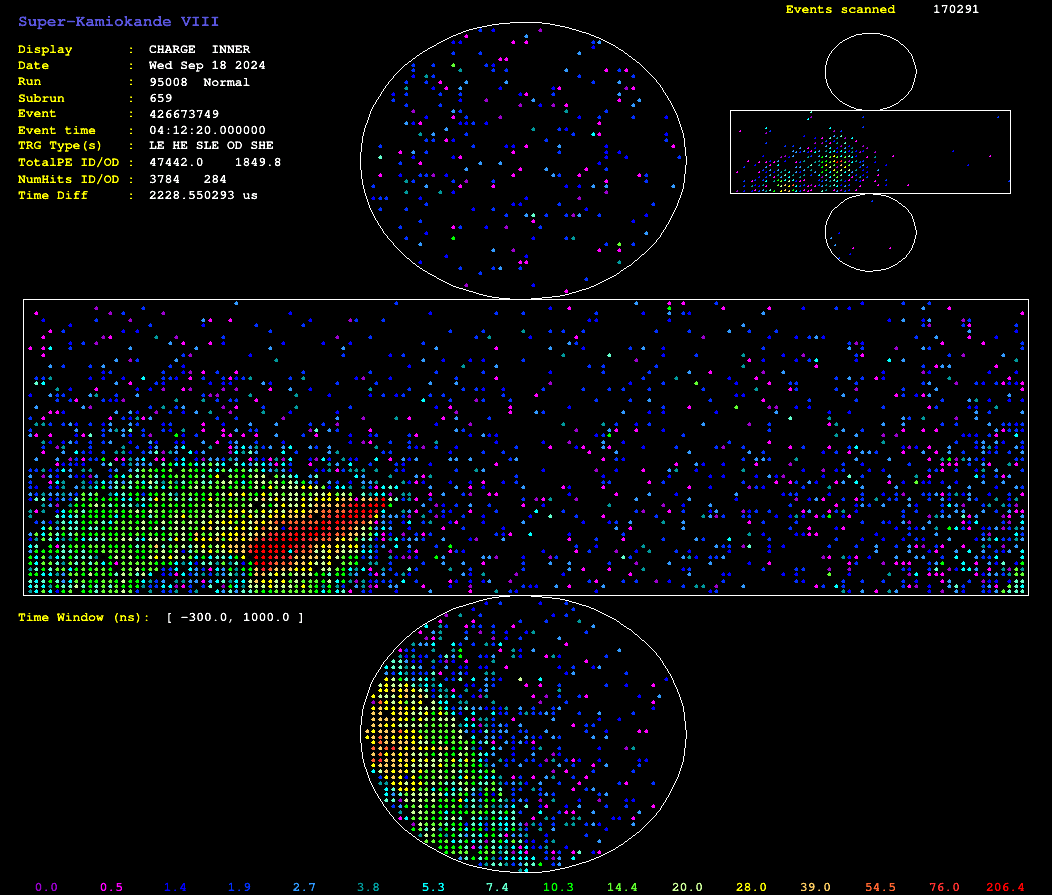 Super-Kamiokande VIII
Events scanned 170291
Display : CHARGE INNER
Date : Wed Sep 18 2024
Run : 95008 Normal
Subrun : 659
Event : 426673749
Event time : 04:12:20.000000
TRG Type(s) : LE HE SLE OD SHE
TotalPE ID/OD : 47442.0 1849.8
NumHits ID/OD : 3784 284
Time Diff : 2228.550293 us
Time Window (ns): [ -300.0, 1000.0 ]
0.0 0.5 1.4 1.9 2.7 3.8 5.3 7.4 10.3 14.4 20.0 28.0 39.0 54.5 76.0 206.4